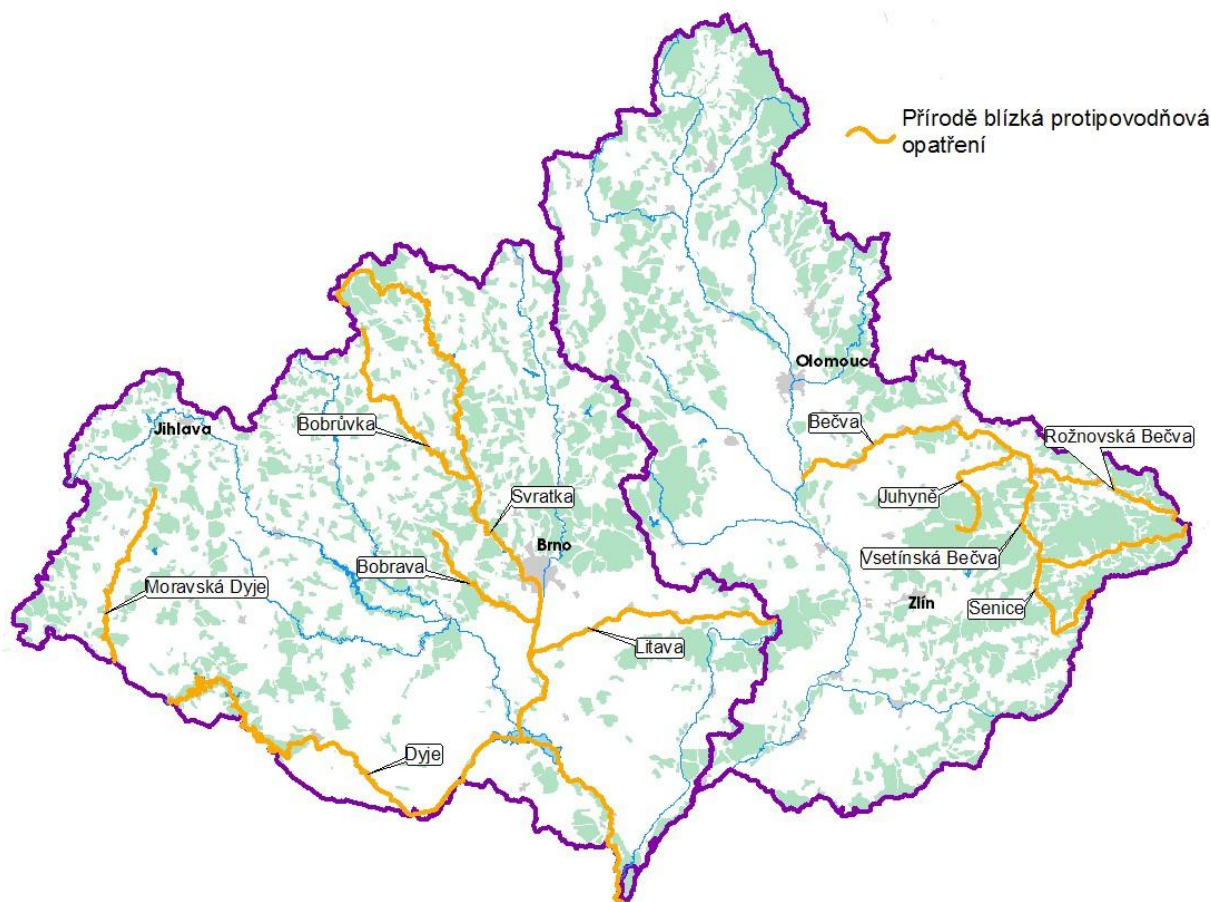 Přírodě blízká protipovodňová
opatření
Olomouc
Bečva
Rožnovská Bečva
Jihlava
Bobrůvka
Juhyně
Svratka
Brno
Vsetínská Bečva
Bobrava
Moravská Dyje
Zlín
Senice
Litava
Dyje